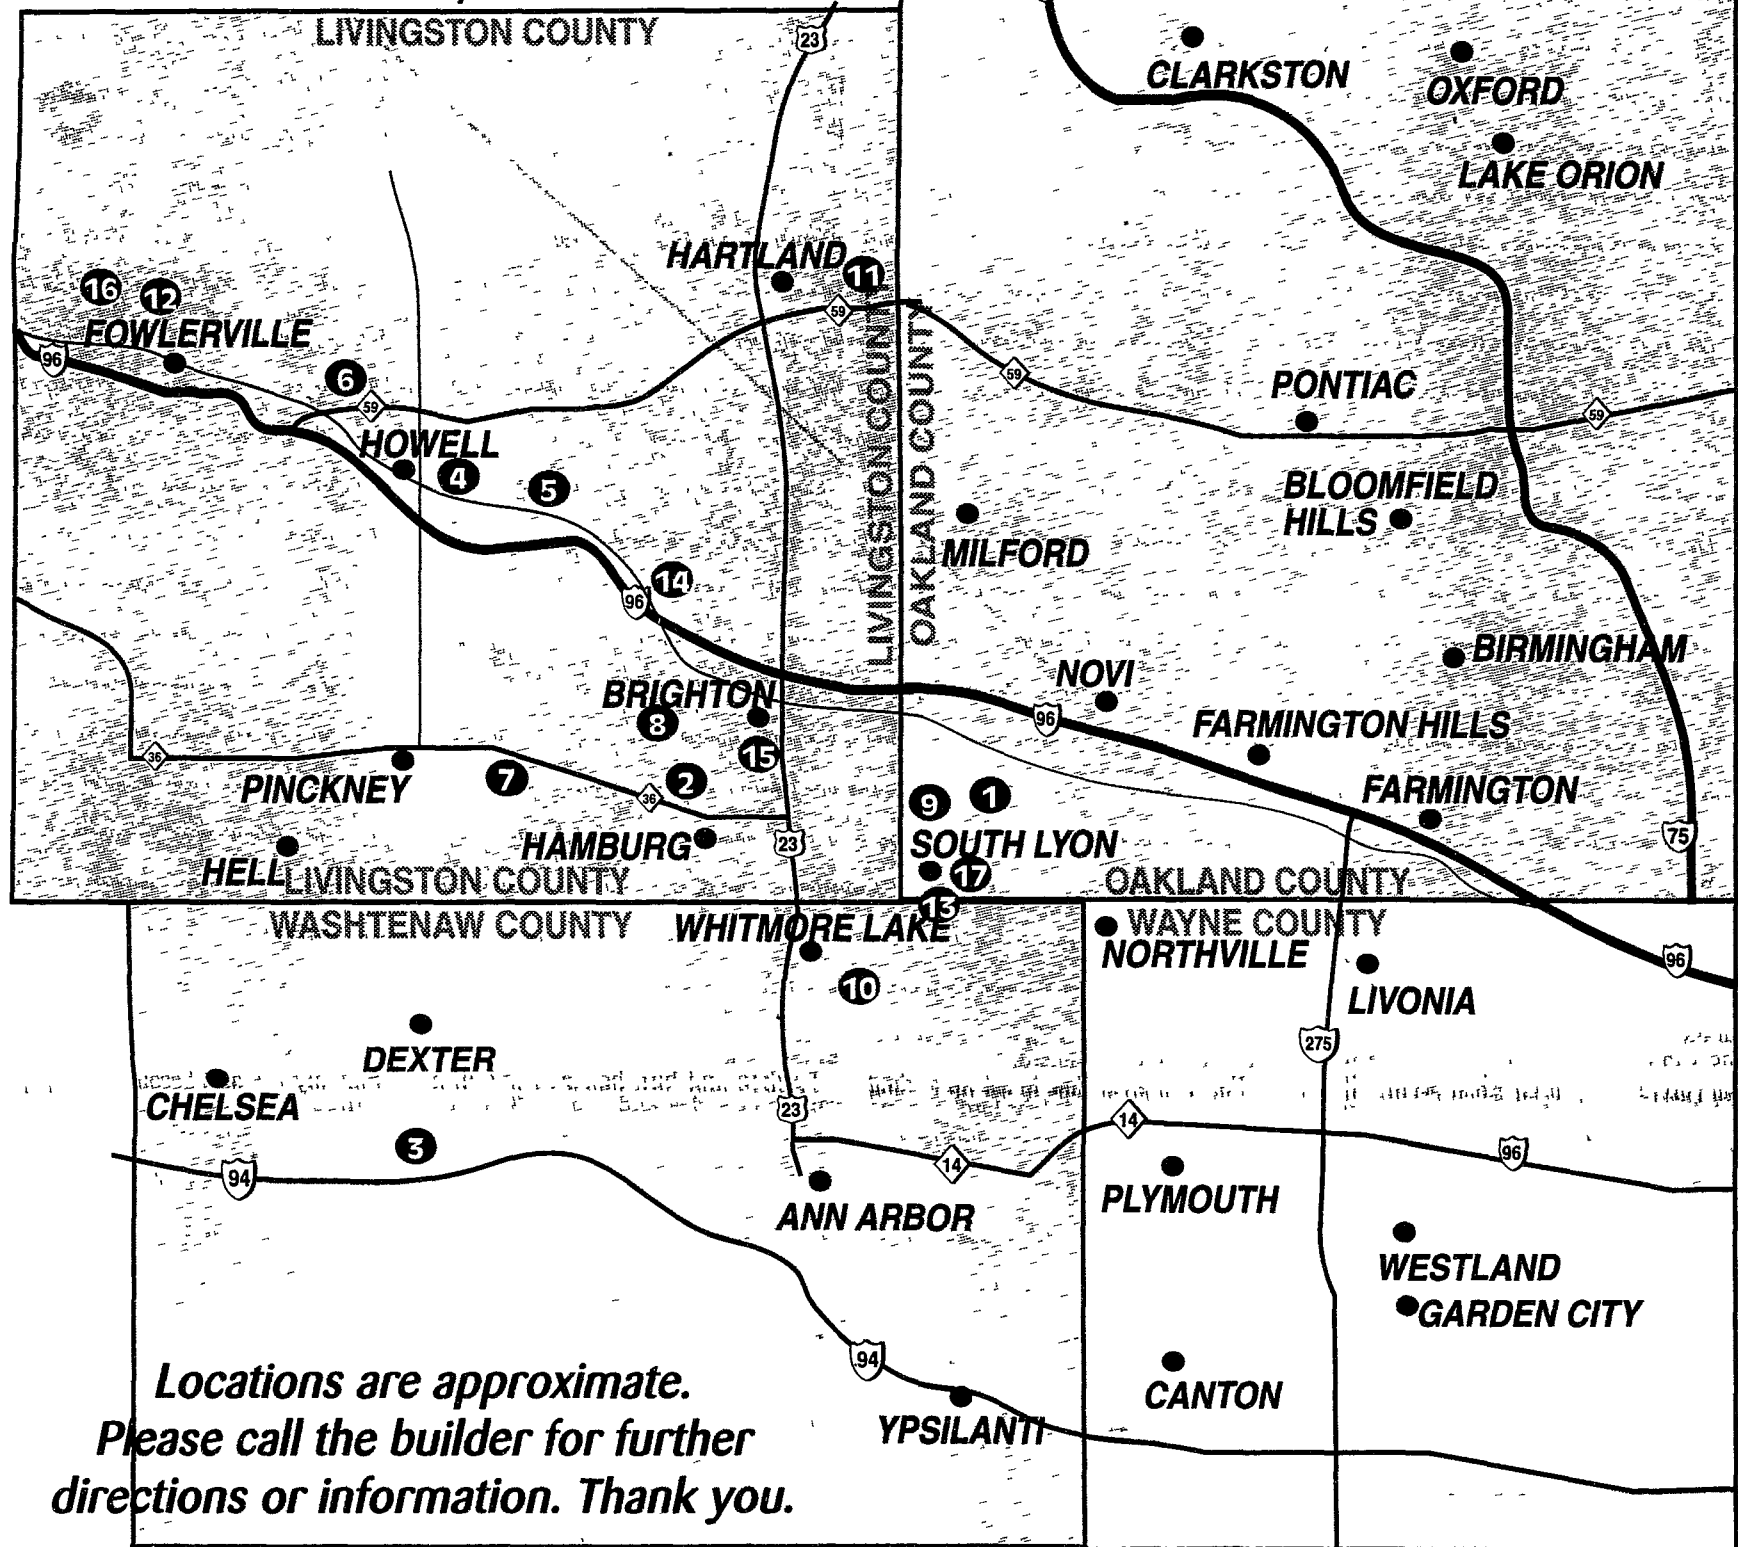 LIVINGSTON COUNTY
23
CLARKSTON
OXFORD
LAKE ORION
HARTLAND
11
16
12
FOWLERVILLE
59
96
6
59
59
PONTIAC
59
HOWELL
4
5
LIVINGSTON COUNTY
OAKLAND COUNTY
BLOOMFIELD
HILLS
MILFORD
14
96
BIRMINGHAM
NOVI
BRIGHTON
8
96
FARMINGTON HILLS
15
36
PINCKNEY
7
2
36
9
1
FARMINGTON
HAMBURG
23
SOUTH LYON
75
HELL
LIVINGSTON COUNTY
17
OAKLAND COUNTY
13
WASHTENAW COUNTY
WHITMORE LAKE
WAYNE COUNTY
NORTHVILLE
96
10
LIVONIA
DEXTER
275
CHELSEA
23
14
3
94
14
96
ANN ARBOR
PLYMOUTH
WESTLAND
GARDEN CITY
94
CANTON
YPSILANTI
Locations are approximate.
Please call the builder for further
directions or information. Thank you.